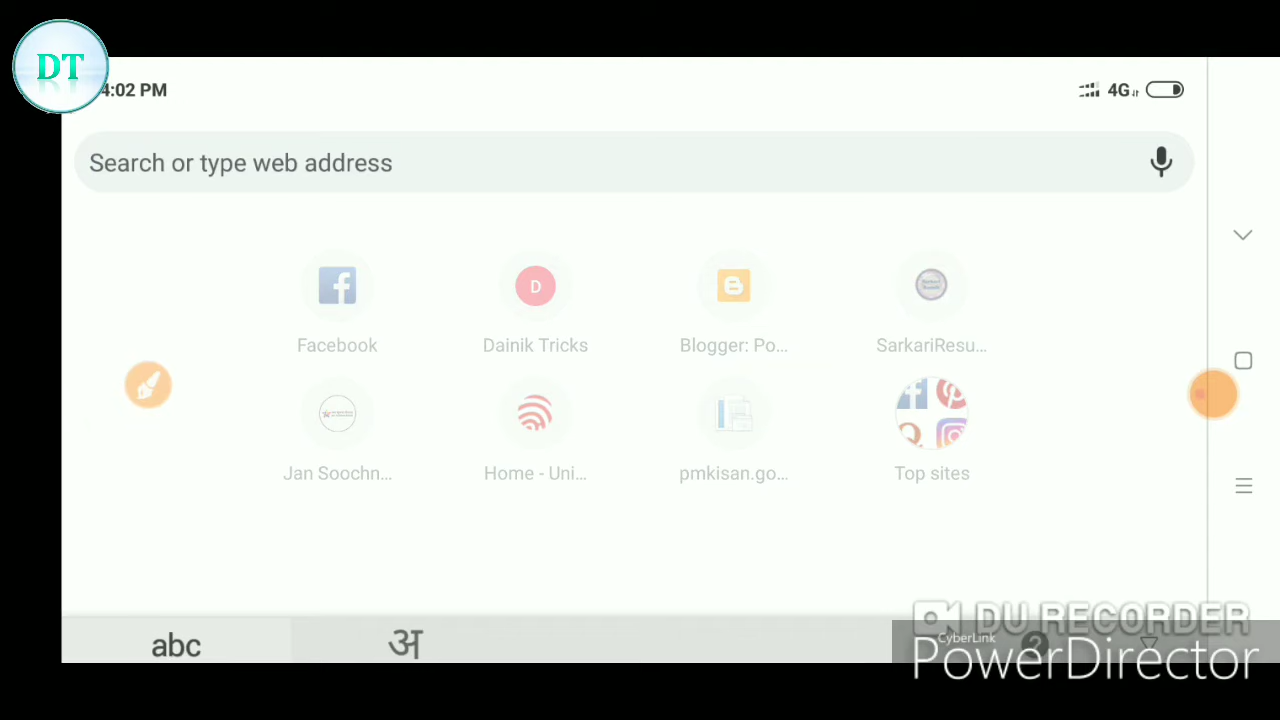 DT
4:02 PM
4G
Search or type web address
Facebook
D
Dainik Tricks
Blogger: Po...
SarkariResu...
Jan Soochn...
Home - Uni...
pmkisan.go...
Top sites
abc
अ
DU RECORDER
CyberLink
PowerDirector